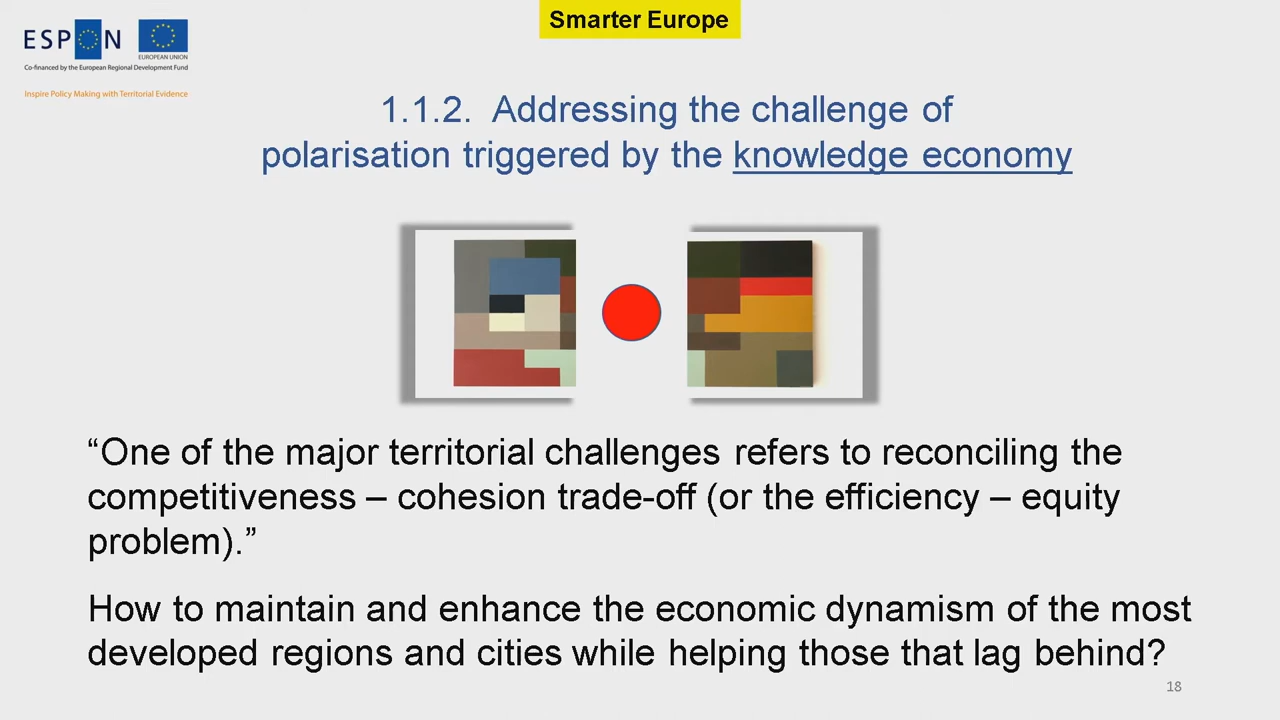 Smarter Europe
ESPON
EUROPEAN UNION
Co-financed by the European Regional Development Fund
Inspire Policy Making with Territorial Evidence
1.1.2. Addressing the challenge of
polarisation triggered by the knowledge economy
“One of the major territorial challenges refers to reconciling the
competitiveness – cohesion trade-off (or the efficiency – equity
problem).”
How to maintain and enhance the economic dynamism of the most
developed regions and cities while helping those that lag behind?
18